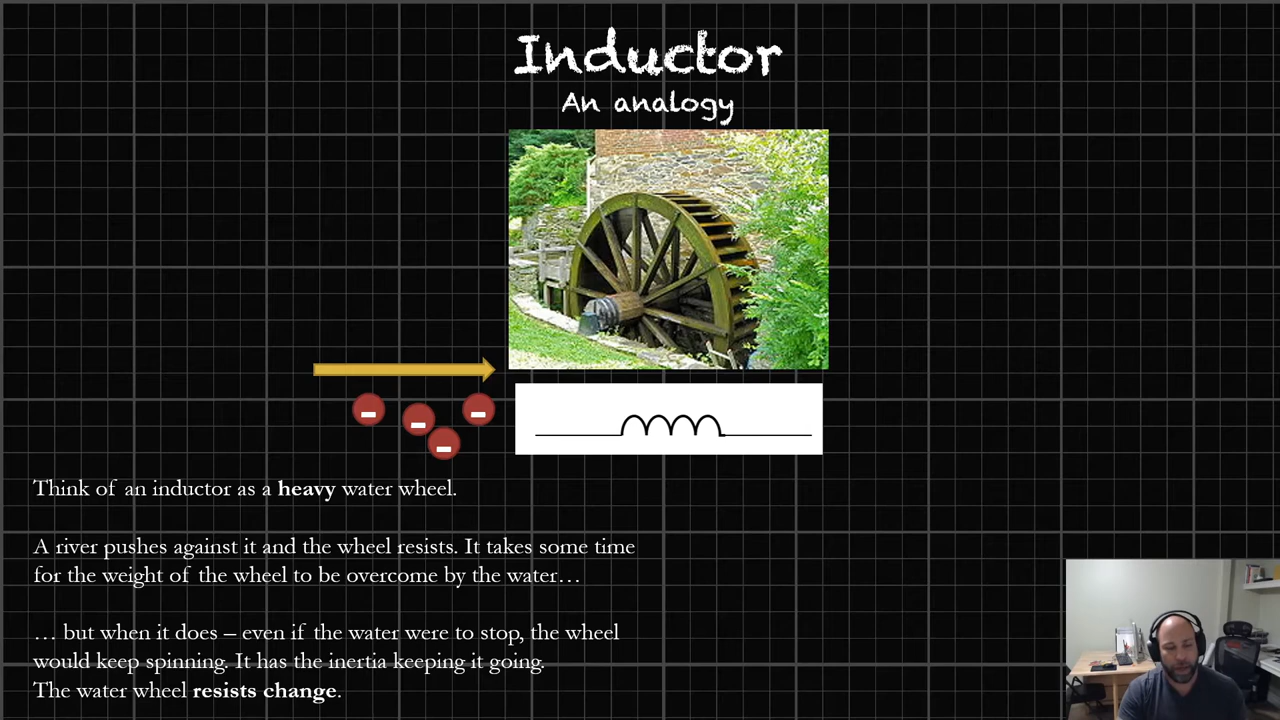 Inductor
An analogy
Think of an inductor as a heavy water wheel.
A river pushes against it and the wheel resists. It takes some time
for the weight of the wheel to be overcome by the water…
… but when it does – even if the water were to stop, the wheel
would keep spinning. It has the inertia keeping it going.
The water wheel resists change.